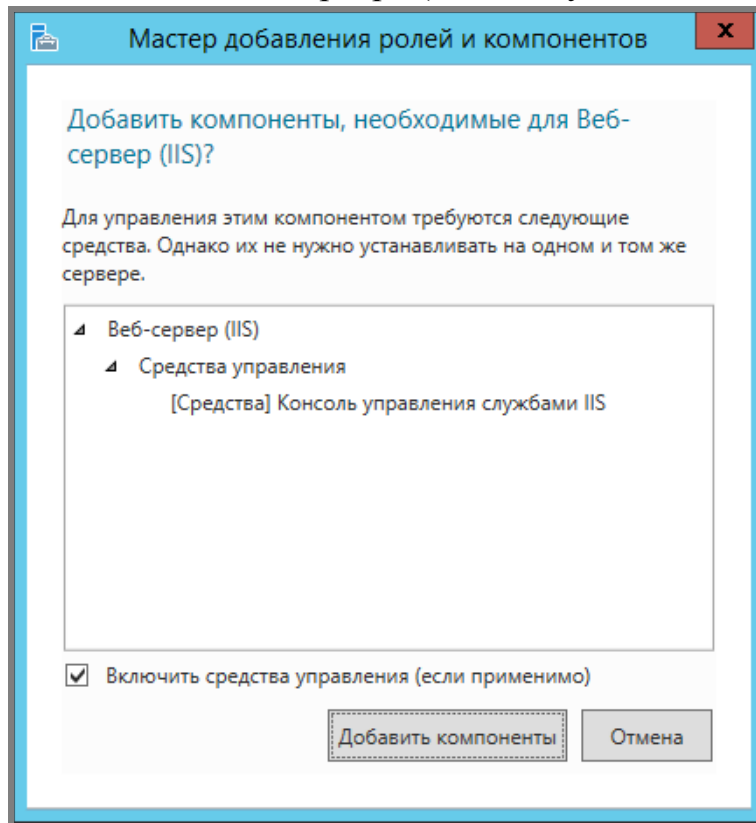 Мастер добавления ролей и компонентов
x
Добавить компоненты, необходимые для Веб-
сервер (IIS)?
Для управления этим компонентом требуются следующие
средства. Однако их не нужно устанавливать на одном и том же
сервере.
Веб-сервер (IIS)
Средства управления
[Средства] Консоль управления службами IIS
Включить средства управления (если применимо)
Добавить компоненты
Отмена